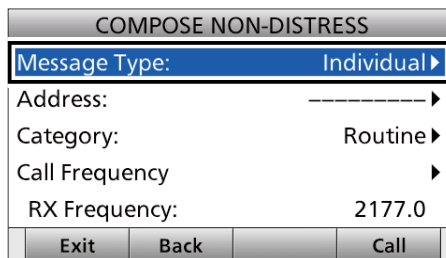 COMPOSE NON-DISTRESS
Message Type: Individual
Address: ---------
Category: Routine
Call Frequency
RX Frequency: 2177.0
Exit Back Call